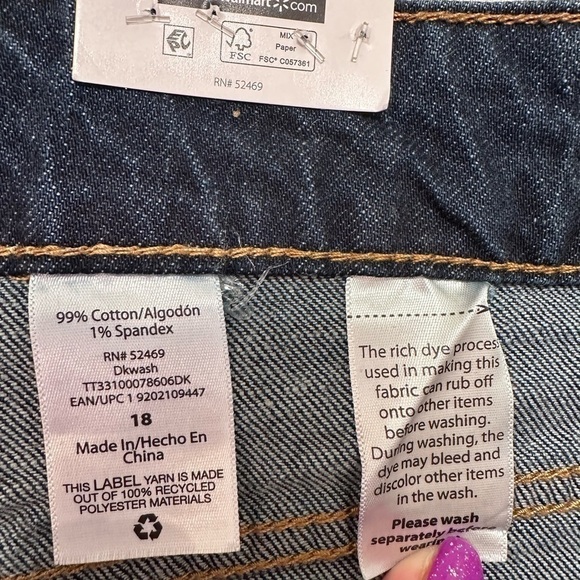 .com
MIX
Paper
FSC
FSC® C057361
RN# 52469
99% Cotton/Algodón
1% Spandex
RN# 52469
Dkwash
TT33100078606DK
EAN/UPC 1 9202109447
18
Made In/Hecho En
China
THIS LABEL YARN IS MADE
OUT OF 100% RECYCLED
POLYESTER MATERIALS
The rich dye process
used in making this
fabric can rub off
onto other items
before washing.
During washing, the
dye may bleed and
discolor other items
in the wash.
Please wash
separately before